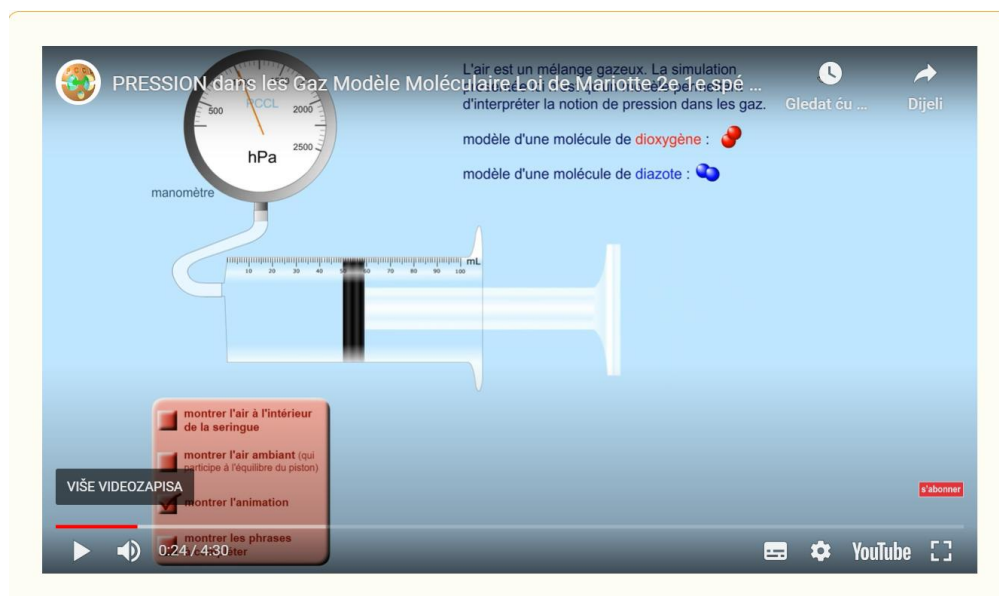 PRESSION dans les Gaz Modèle Moléculaire Loi de Mariotte 2e 1e spé ...
Gledat ću ...
Dijeli
L'air est un mélange gazeux. La simulation
d'interpréter la notion de pression dans les gaz.
modèle d'une molécule de dioxygène :
modèle d'une molécule de diazote :
500
PCCL
2000
2500
hPa
manomètre
mL
10 20 30 40 50 60 70 80 90 100
montrer l'air à l'intérieur
de la seringue
montrer l'air ambiant (qui
participe à l'équilibre du piston)
VIŠE VIDEOZAPISA
montrer l'animation
s'abonner
montrer les phrases
0:24 / 4:30
YouTube